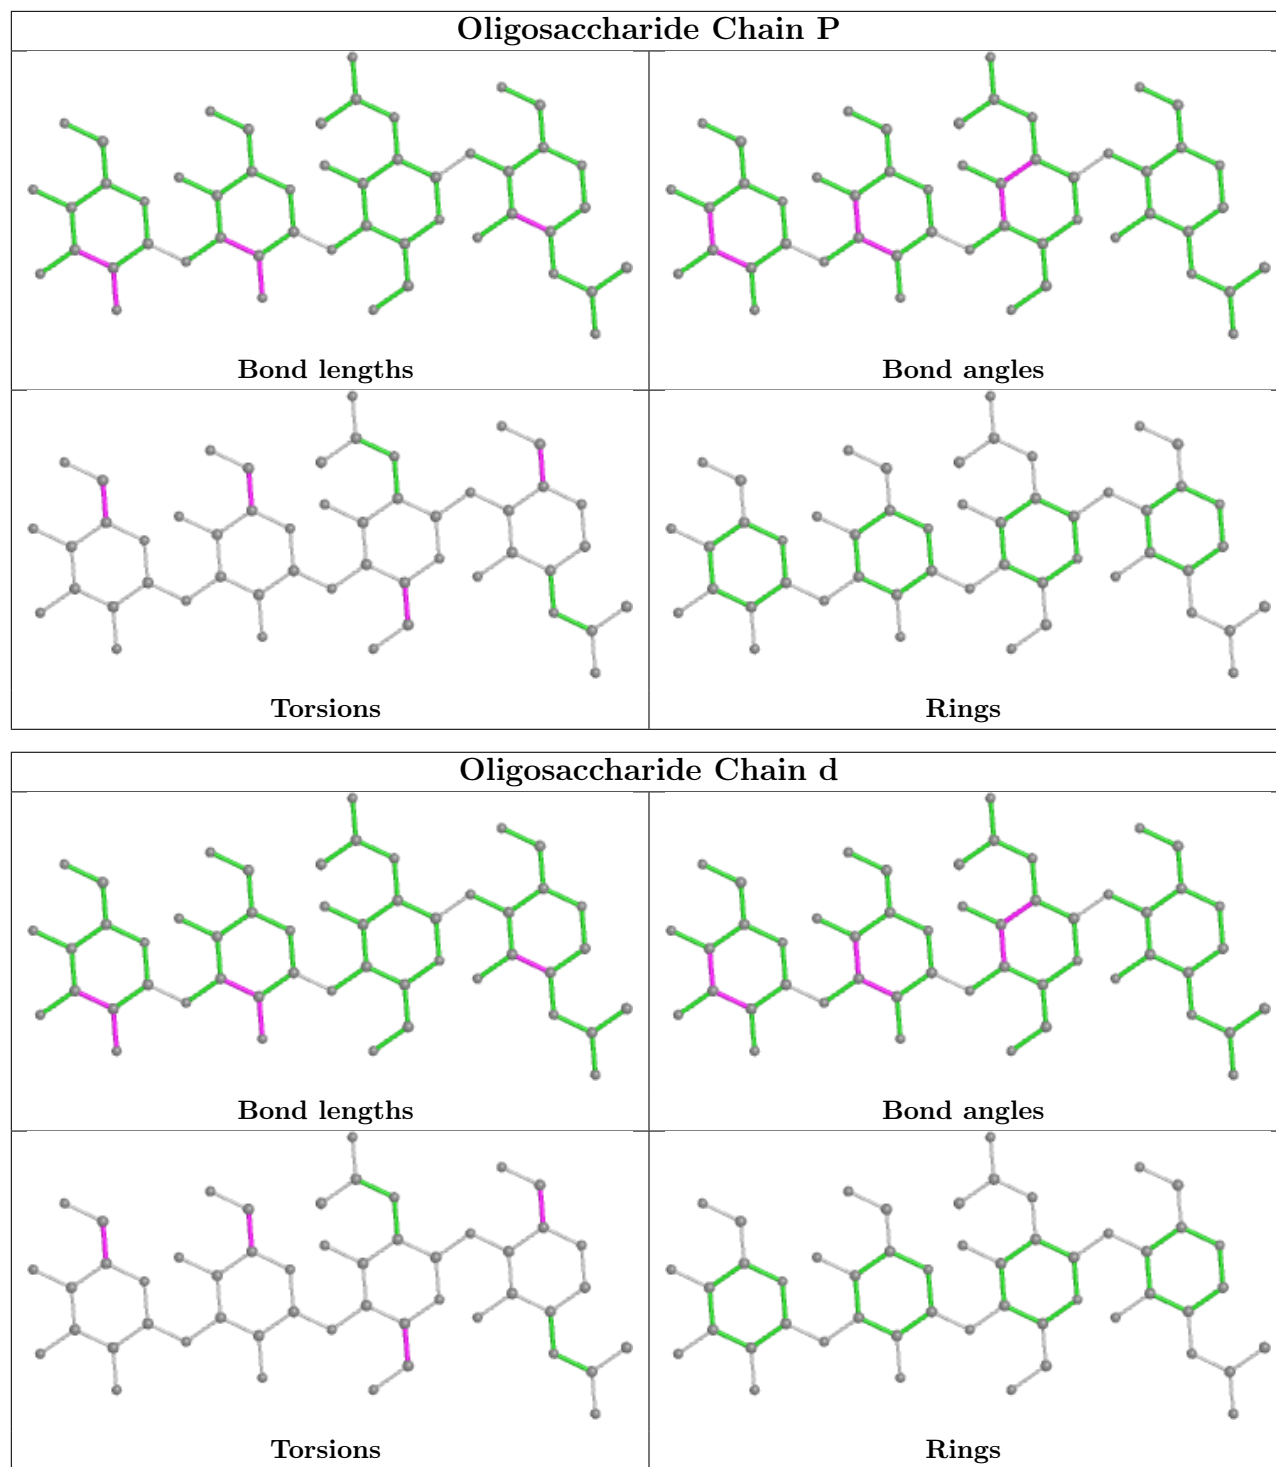 Oligosaccharide Chain P
Bond lengths
Bond angles
Torsions
Rings
Oligosaccharide Chain d
Bond lengths
Bond angles
Torsions
Rings